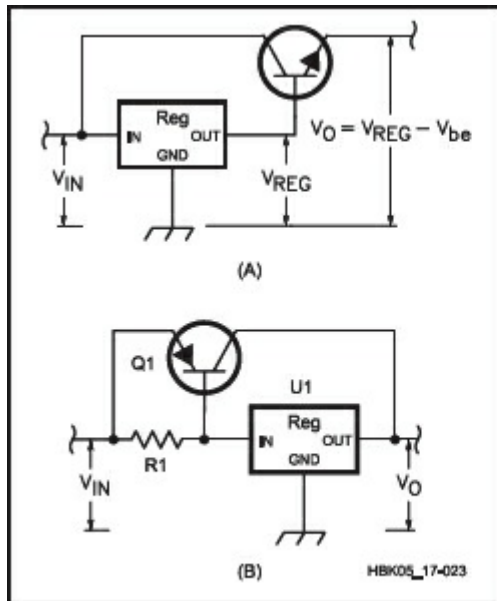 Reg
IN
OUT
GND
VIN
VREG
VO = VREG – Vbe
(A)
Q1
U1
Reg
IN
OUT
GND
R1
VIN
VO
(B)
HBK05_17-023